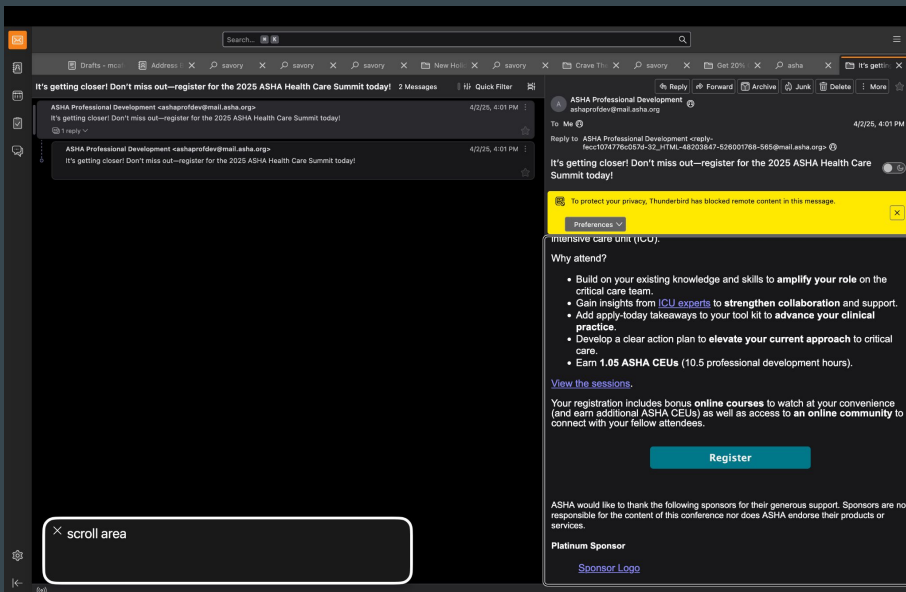 Search... ⌘ K
Drafts - mcal
Address
savory
savory
savory
New Holi
savory
Crave The
savory
Get 20%
asha
It's gettin
It's getting closer! Don't miss out—register for the 2025 ASHA Health Care Summit today! 2 Messages
Quick Filter
ASHA Professional Development <ashaprofdev@mail.asha.org> 4/2/25, 4:01 PM
It's getting closer! Don't miss out—register for the 2025 ASHA Health Care Summit today!
1 reply
ASHA Professional Development <ashaprofdev@mail.asha.org> 4/2/25, 4:01 PM
It's getting closer! Don't miss out—register for the 2025 ASHA Health Care Summit today!
Reply Forward Archive Junk Delete More
A
ASHA Professional Development
ashaprofdev@mail.asha.org
To Me 4/2/25, 4:01 PM
Reply to ASHA Professional Development <reply-
fecc1074776c057d-32_HTML-48203847-526001768-565@mail.asha.org>
It's getting closer! Don't miss out—register for the 2025 ASHA Health Care
Summit today!
To protect your privacy, Thunderbird has blocked remote content in this message.
Preferences
intensive care unit (ICU).
Why attend?
• Build on your existing knowledge and skills to amplify your role on the
critical care team.
• Gain insights from ICU experts to strengthen collaboration and support.
• Add apply-today takeaways to your tool kit to advance your clinical
practice.
• Develop a clear action plan to elevate your current approach to critical
care.
• Earn 1.05 ASHA CEUs (10.5 professional development hours).
View the sessions.
Your registration includes bonus online courses to watch at your convenience
(and earn additional ASHA CEUs) as well as access to an online community to
connect with your fellow attendees.
Register
ASHA would like to thank the following sponsors for their generous support. Sponsors are no
responsible for the content of this conference nor does ASHA endorse their products or
services.
Platinum Sponsor
Sponsor Logo
scroll area